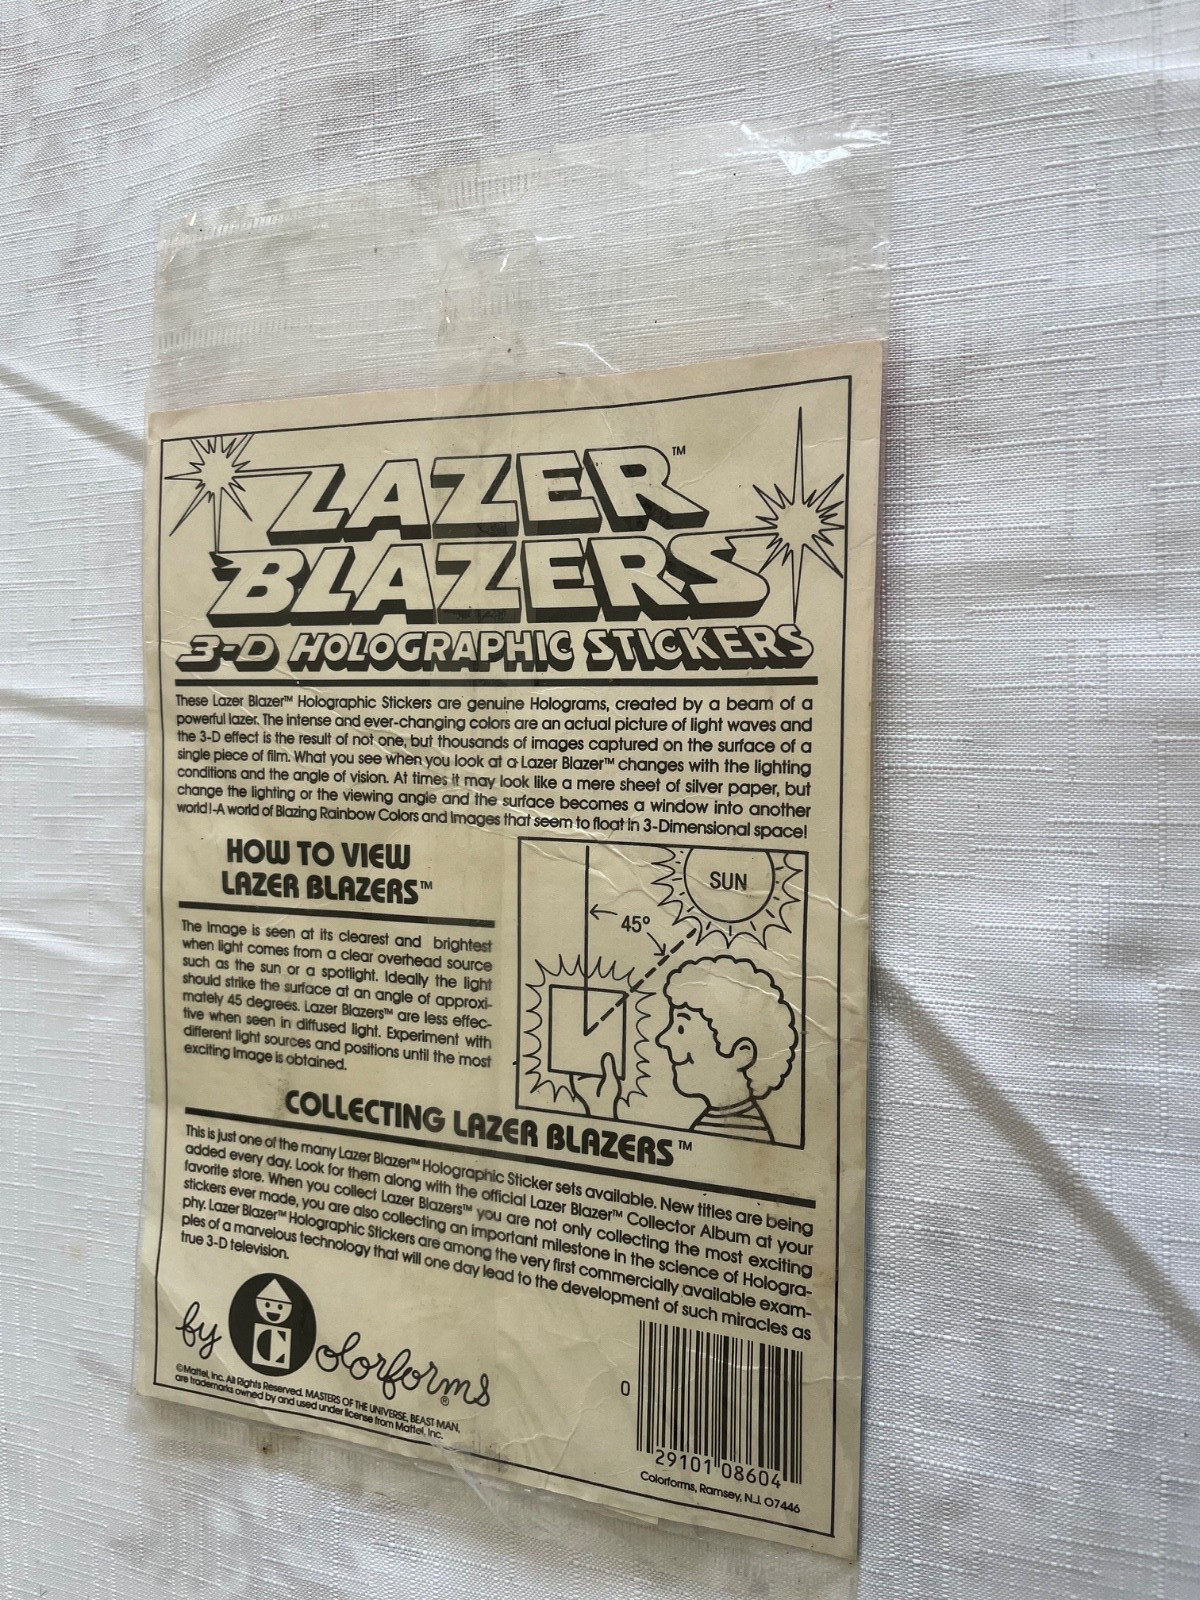 LAZER™
BLAZERS
3-D HOLOGRAPHIC STICKERS
These Lazer Blazer™ Holographic Stickers are genuine Holograms, created by a beam of a
powerful lazer. The intense and ever-changing colors are an actual picture of light waves and
the 3-D effect is the result of not one, but thousands of images captured on the surface of a
single piece of film. What you see when you look at a Lazer Blazer™ changes with the lighting
conditions and the angle of vision. At times it may look like a mere sheet of silver paper, but
change the lighting or the viewing angle and the surface becomes a window into another
world!-A world of Blazing Rainbow Colors and Images that seem to float in 3-Dimensional space!
HOW TO VIEW
LAZER BLAZERS™
The Image is seen at its clearest and brightest
when light comes from a clear overhead source
such as the sun or a spotlight. Ideally the light
should strike the surface at an angle of approxi-
mately 45 degrees. Lazer Blazers™ are less effec-
tive when seen in diffused light. Experiment with
different light sources and positions until the most
exciting image is obtained.
SUN
45°
COLLECTING LAZER BLAZERS™
This is just one of the many Lazer Blazer™ Holographic Sticker sets available. New titles are being
added every day. Look for them along with the official Lazer Blazer™ Collector Album at your
favorite store. When you collect Lazer Blazers™ you are not only collecting the most exciting
stickers ever made, you are also collecting an important milestone in the science of Hologra-
phy. Lazer Blazer™ Holographic Stickers are among the very first commercially available exam-
ples of a marvelous technology that will one day lead to the development of such miracles as
true 3-D television.
by Colorforms®
©Mattel, Inc. All Rights Reserved. MASTERS OF THE UNIVERSE, BEAST MAN,
are trademarks owned by and used under license from Mattel, Inc.
0 29101 08604
Colorforms, Ramsey, N.J. 07446